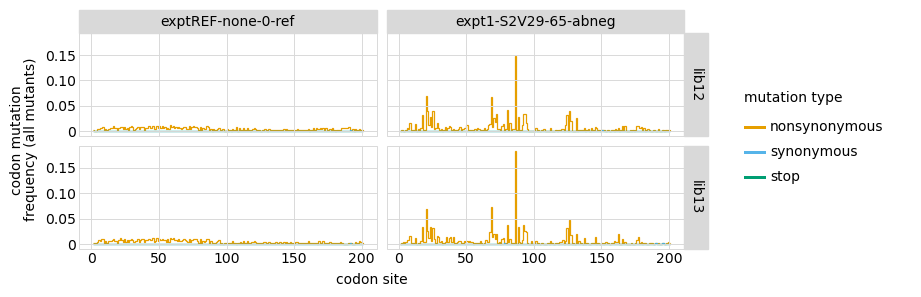 exptREF-none-0-ref
expt1-S2V29-65-abneg
codon mutation
frequency (all mutants)
0.15
0.10
0.05
0
lib12
0.15
0.10
0.05
0
lib13
0
50
100
150
200
0
50
100
150
200
codon site
mutation type
nonsynonymous
synonymous
stop